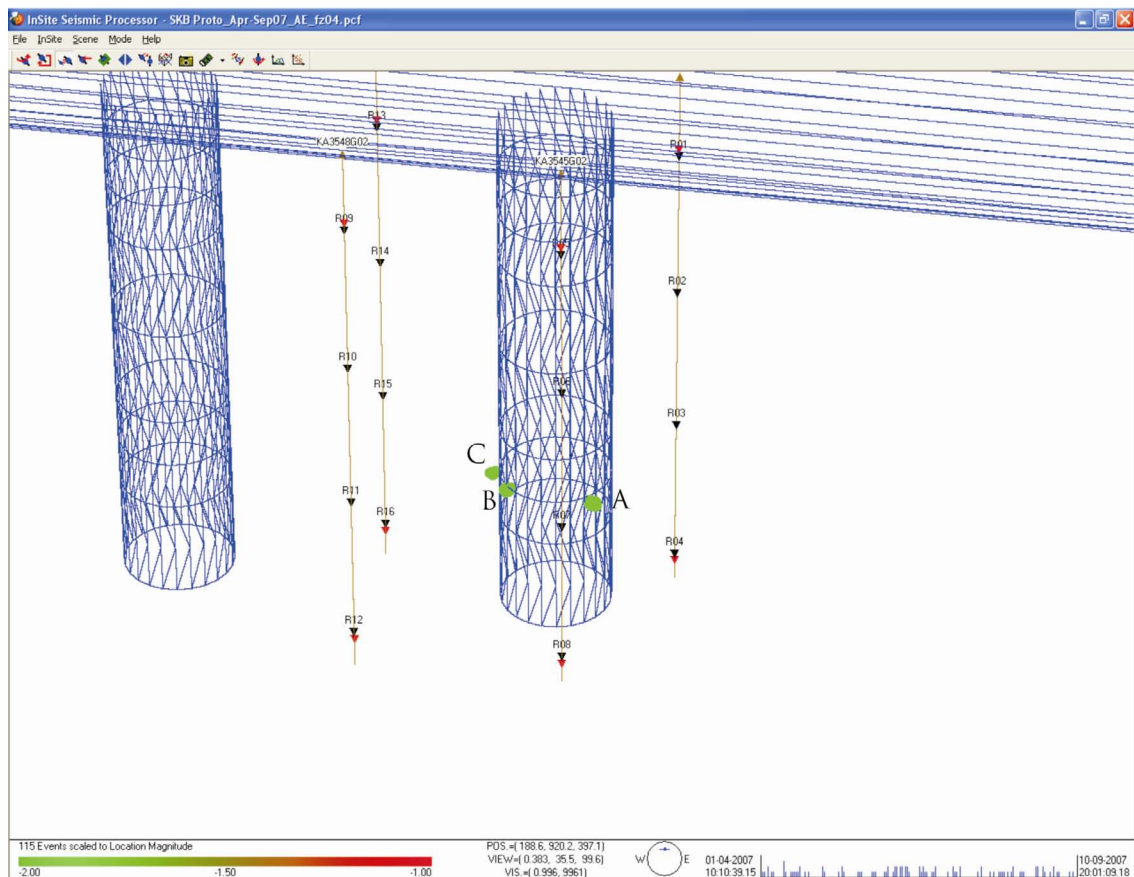 InSite Seismic Processor - SKB Proto_Apr-Sep07_AE_fz04.pcf
File InSite Scene Mode Help
R13
R01
KA3548G02
KA3545G02
R09
R05
R14
R02
R10
R06
R15
R03
C
B
A
R11
R16
R07
R04
R12
R08
115 Events scaled to Location Magnitude
-2.00 -1.50 -1.00
POS.=( 188.6, 920.2, 397.1)
VIEW=( 0.383, 35.5, 99.6)
VIS.=( 0.996, 9961)
W E
01-04-2007
10:10:39.15
10-09-2007
20:01:09.18